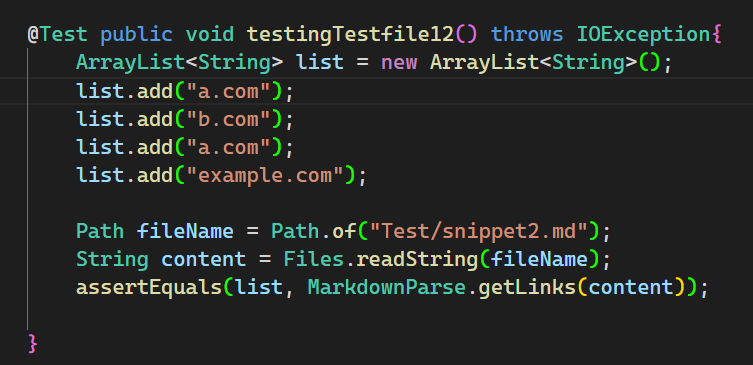 @Test public void testingTestfile12() throws IOException{
ArrayList<String> list = new ArrayList<String>();
list.add("a.com");
list.add("b.com");
list.add("a.com");
list.add("example.com");
Path fileName = Path.of("Test/snippet2.md");
String content = Files.readString(fileName);
assertEquals(list, MarkdownParse.getLinks(content));
}